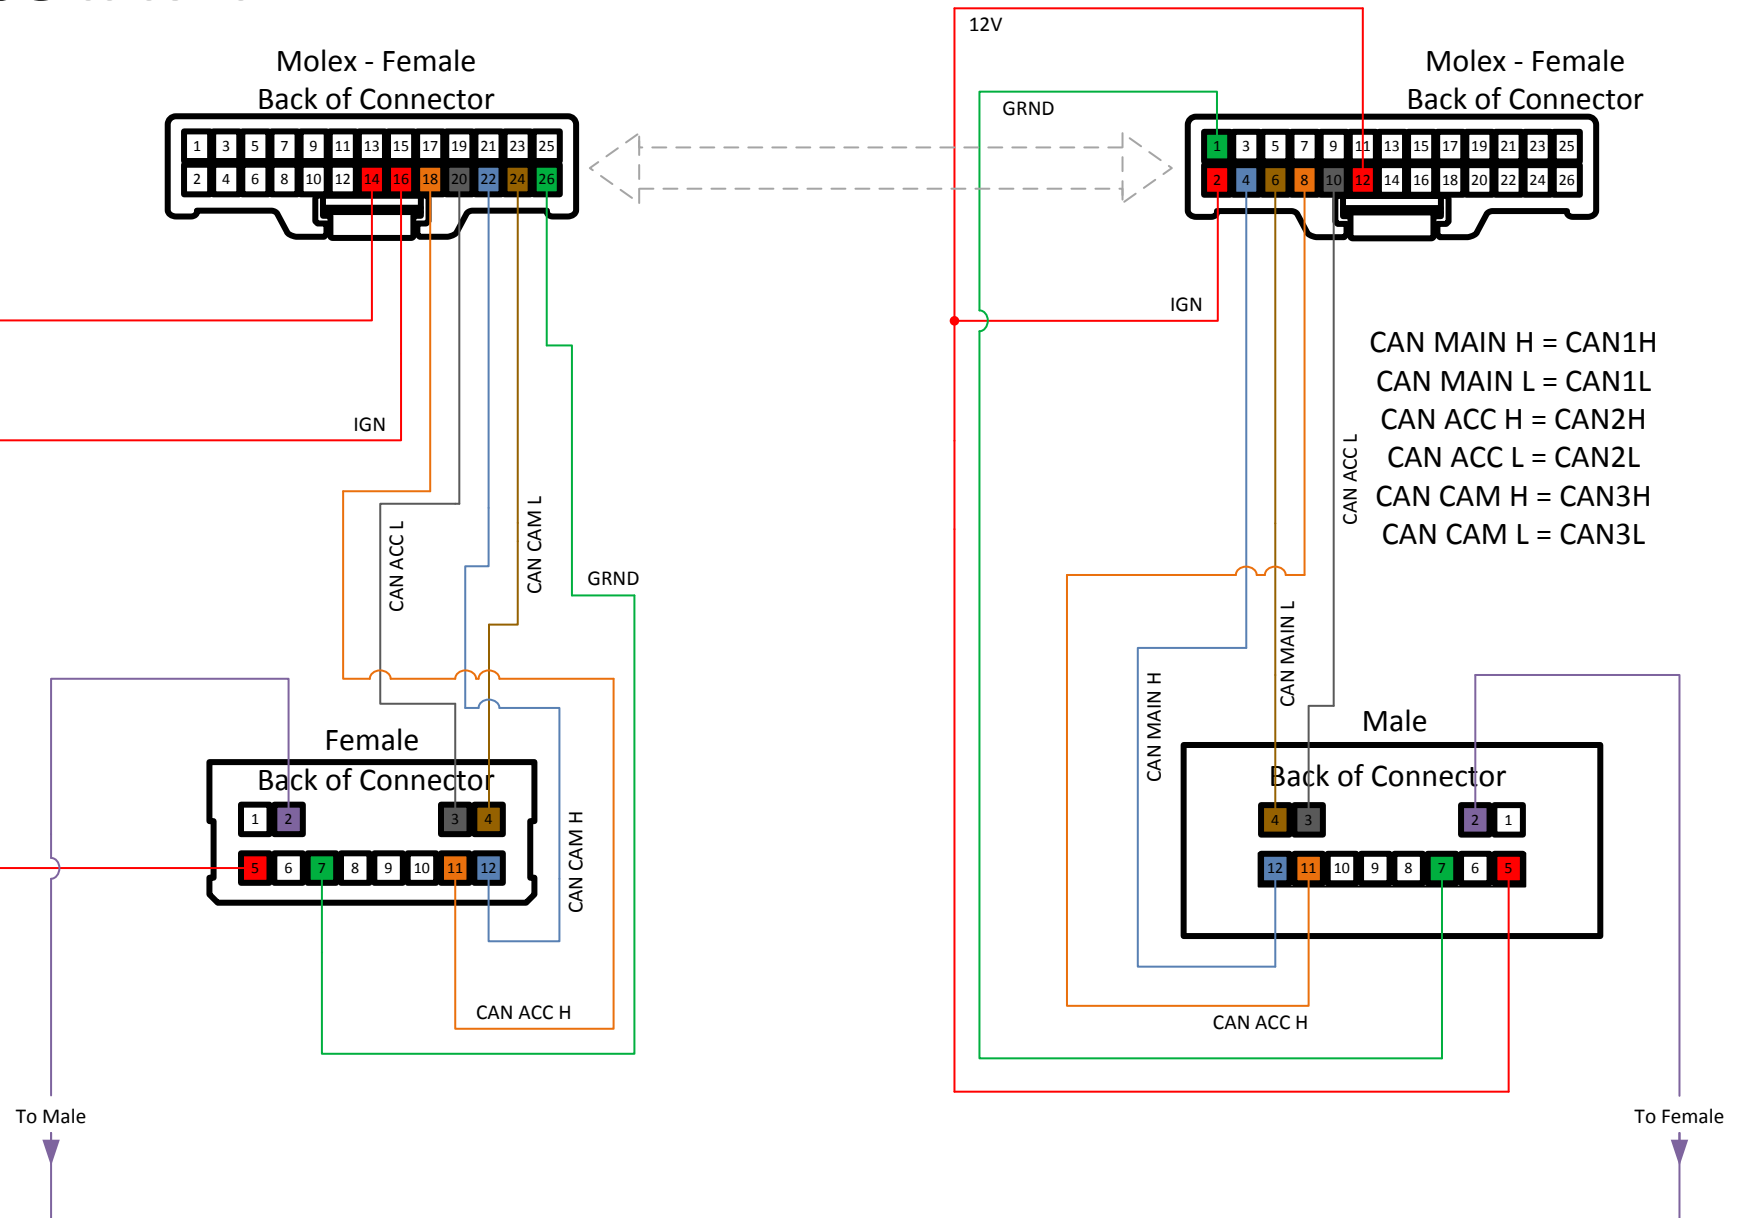 12V
Molex - Female
Back of Connector
Molex - Female
Back of Connector
GRND
1 3 5 7 9 11 13 15 17 19 21 23 25
2 4 6 8 10 12 14 16 18 20 22 24 26
1 3 5 7 9 11 13 15 17 19 21 23 25
2 4 6 8 10 12 14 16 18 20 22 24 26
IGN
IGN
CAN MAIN H = CAN1H
CAN MAIN L = CAN1L
CAN ACC H = CAN2H
CAN ACC L = CAN2L
CAN CAM H = CAN3H
CAN CAM L = CAN3L
CAN ACC L
CAN CAM L
GRND
CAN ACC L
CAN MAIN L
CAN MAIN H
Female
Back of Connector
1 2 3 4
5 6 7 8 9 10 11 12
CAN CAM H
CAN ACC H
Male
Back of Connector
4 3 2 1
12 11 10 9 8 7 6 5
CAN ACC H
To Male
To Female